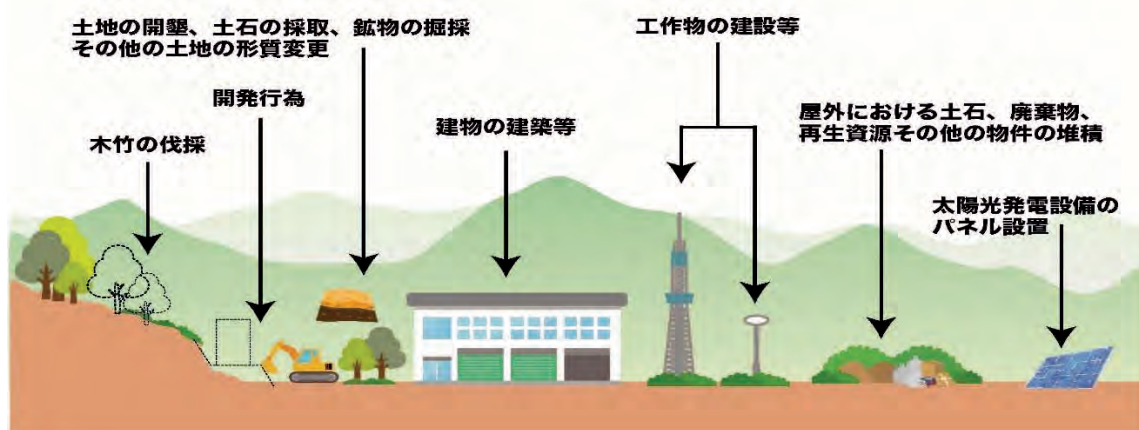 土地の開墾、土石の採取、鉱物の掘採
その他の土地の形質変更
工作物の建設等
開発行為
屋外における土石、廃棄物、
再生資源その他の物件の堆積
建物の建築等
木竹の伐採
太陽光発電設備の
パネル設置